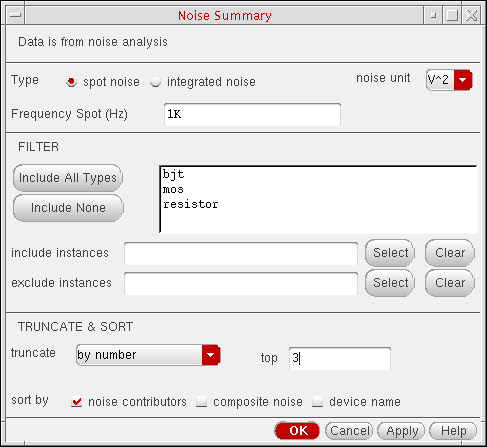 Noise Summary
Data is from noise analysis
Type spot noise integrated noise noise unit V^2
Frequency Spot (Hz) 1K
FILTER
Include All Types
Include None
bjt
mos
resistor
include instances Select Clear
exclude instances Select Clear
TRUNCATE & SORT
truncate by number top 3
sort by noise contributors composite noise device name
OK Cancel Apply Help